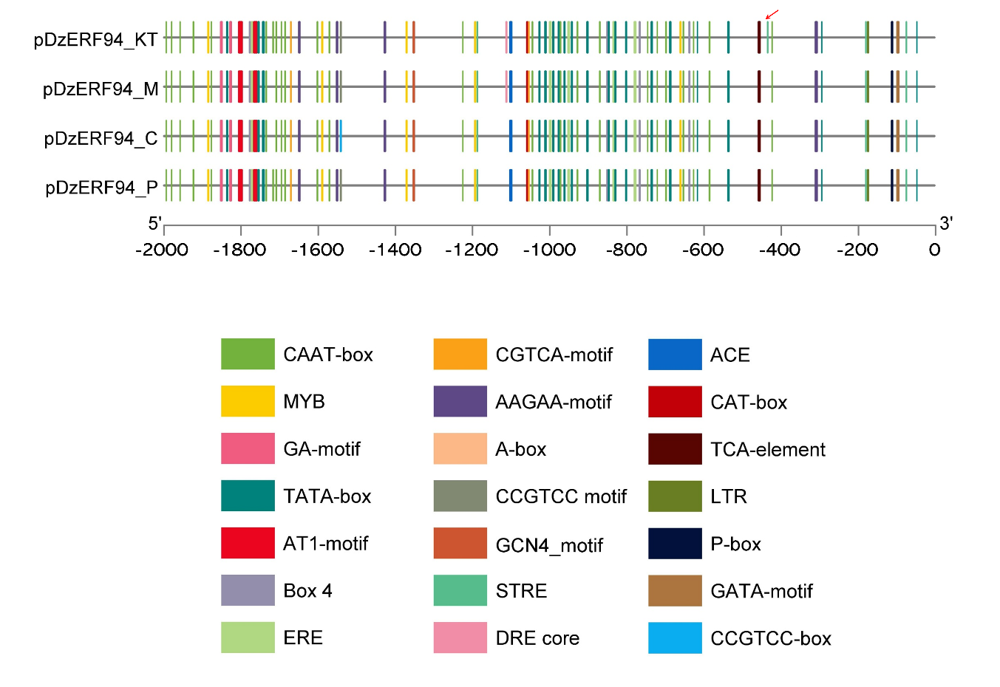 pDzERF94_KT
pDzERF94_M
pDzERF94_C
pDzERF94_P
5' 3'
-2000 -1800 -1600 -1400 -1200 -1000 -800 -600 -400 -200 0
CAAT-box CGTCA-motif ACE
MYB AAGAA-motif CAT-box
GA-motif A-box TCA-element
TATA-box CCGTCC motif LTR
AT1-motif GCN4_motif P-box
Box 4 STRE GATA-motif
ERE DRE core CCGTCC-box